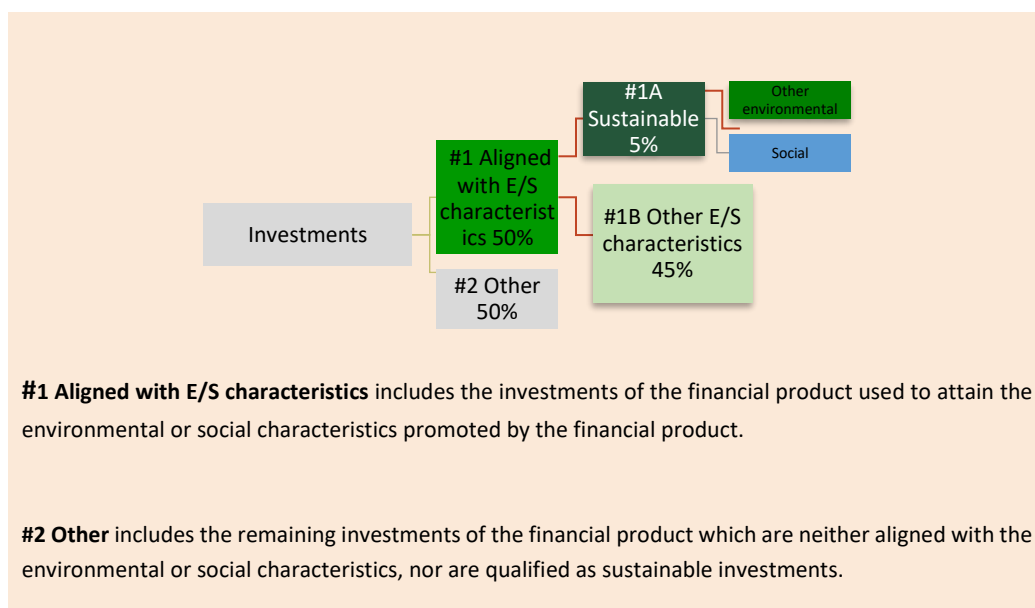 #1A
Sustainable
5%
Other
environmental
Social
#1 Aligned
with E/S
characterist
ics 50%
#1B Other E/S
characteristics
45%
Investments
#2 Other
50%
#1 Aligned with E/S characteristics includes the investments of the financial product used to attain the
environmental or social characteristics promoted by the financial product.
#2 Other includes the remaining investments of the financial product which are neither aligned with the
environmental or social characteristics, nor are qualified as sustainable investments.